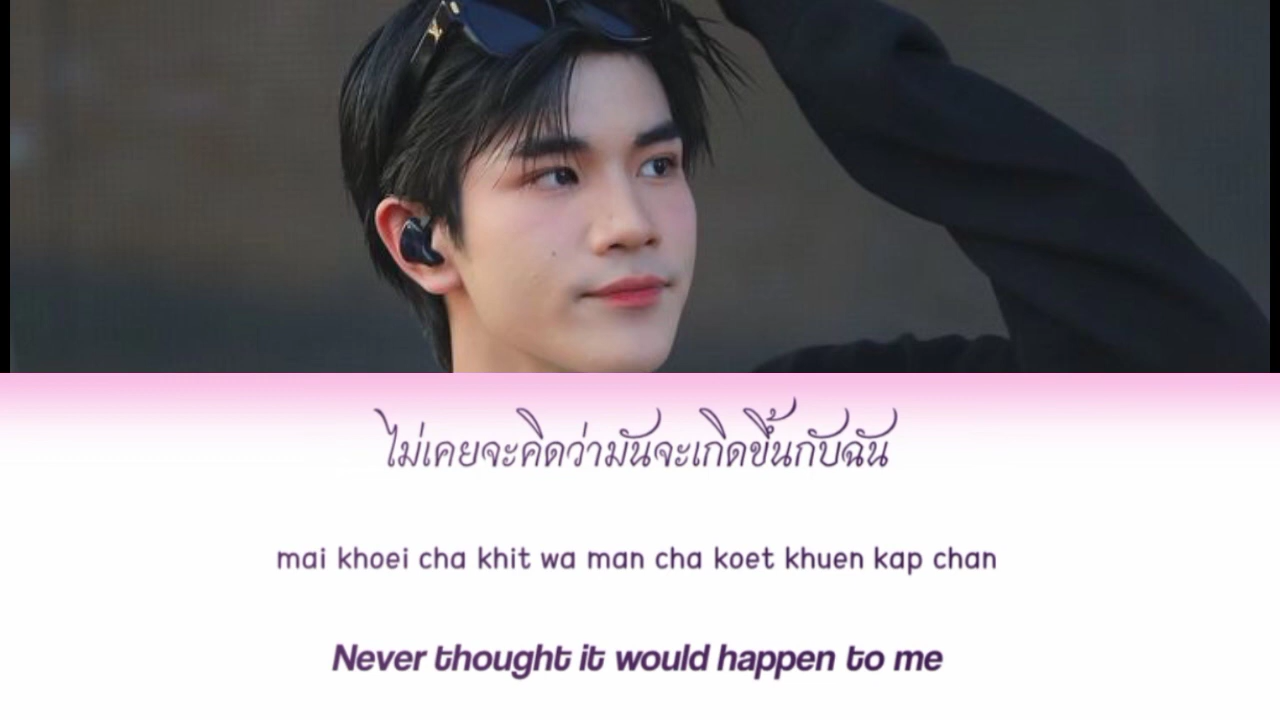 ไม่เคยจะคิดว่ามันจะเกิดขึ้นกับฉัน
mai khoei cha khit wa man cha koet khuen kap chan
Never thought it would happen to me